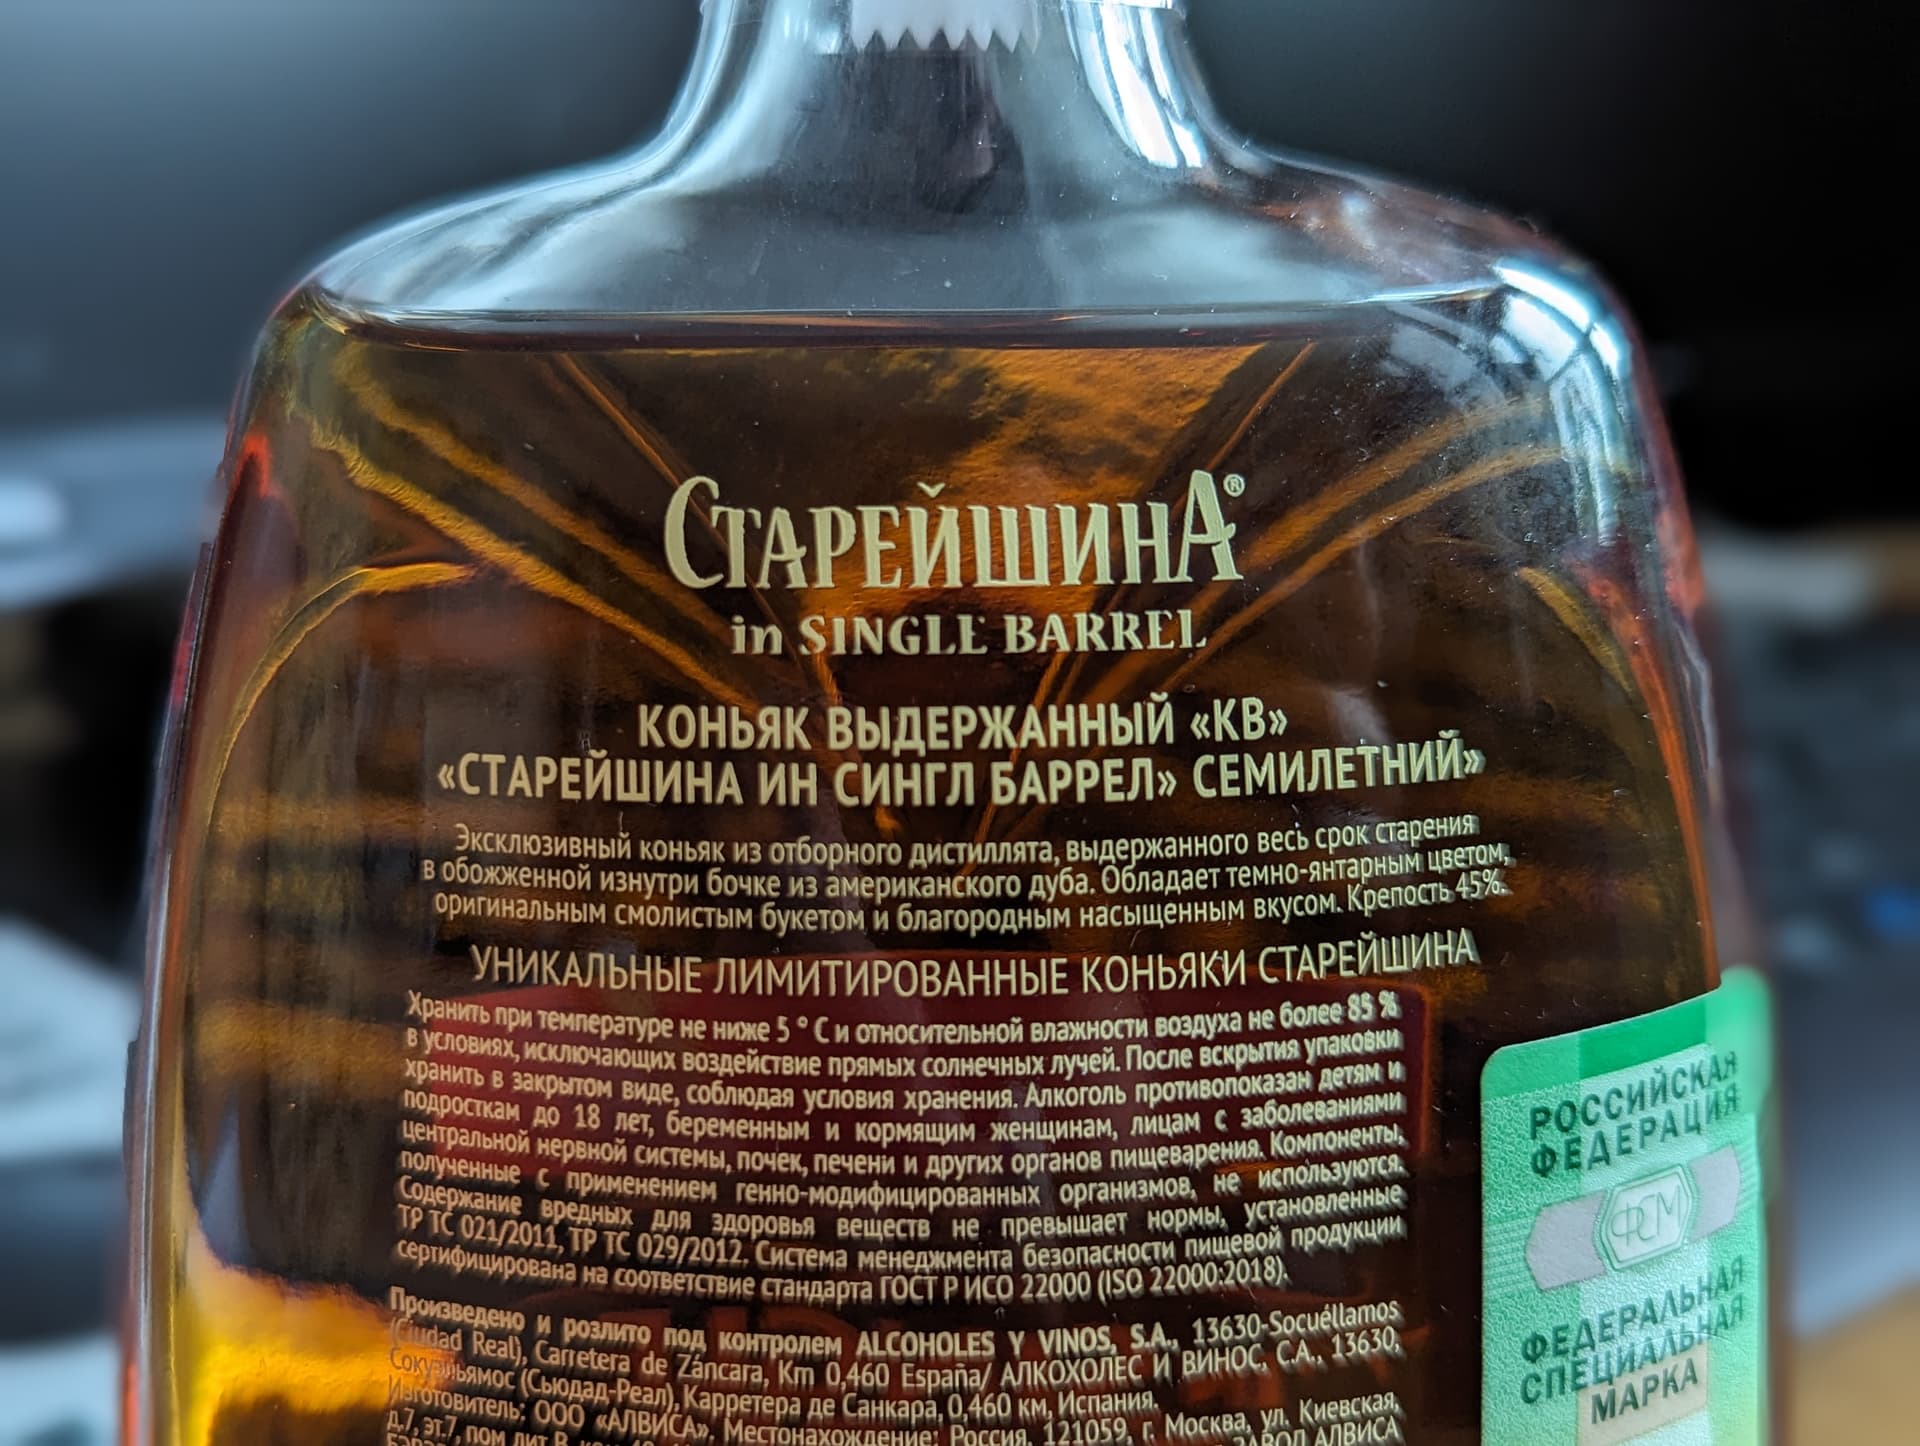 СТАРЕЙШИНА®
in SINGLE BARREL
КОНЬЯК ВЫДЕРЖАННЫЙ «КВ»
«СТАРЕЙШИНА ИН СИНГЛ БАРРЕЛ» СЕМИЛЕТНИЙ»
Эксклюзивный коньяк из отборного дистиллята, выдержанного весь срок старения
в обожженной изнутри бочке из американского дуба. Обладает темно-янтарным цветом,
оригинальным смолистым букетом и благородным насыщенным вкусом. Крепость 45%.
УНИКАЛЬНЫЕ ЛИМИТИРОВАННЫЕ КОНЬЯКИ СТАРЕЙШИНА
Хранить при температуре не ниже 5 ° С и относительной влажности воздуха не более 85 %
в условиях, исключающих воздействие прямых солнечных лучей. После вскрытия упаковки
хранить в закрытом виде, соблюдая условия хранения. Алкоголь противопоказан детям и
подросткам до 18 лет, беременным и кормящим женщинам, лицам с заболеваниями
центральной нервной системы, почек, печени и других органов пищеварения. Компоненты,
полученные с применением генно-модифицированных организмов, не используются.
Содержание вредных для здоровья веществ не превышает нормы, установленные
ТР ТС 021/2011, ТР ТС 029/2012. Система менеджмента безопасности пищевой продукции
сертифицирована на соответствие стандарта ГОСТ Р ИСО 22000 (ISO 22000:2018).
Произведено и розлито под контролем ALCOHOLES Y VINOS, S.A., 13630-Socuéllamos
(Ciudad Real), Carretera de Záncara, Km 0,460 España/ АЛКОХОЛЕС И ВИНОС, С.А., 13630,
Сокуэльямос (Сьюдад-Реал), Карретера де Санкара, 0,460 км, Испания.
Изготовитель: ООО «АЛВИСА». Местонахождение: Россия, 121059, г. Москва, ул. Киевская,
д.7, эт.7, пом лит В, ЗАВОД АЛВИСА
РОССИЙСКАЯ
ФЕДЕРАЦИЯ
ФСМ
ФЕДЕРАЛЬНАЯ
СПЕЦИАЛЬНАЯ
МАРКА